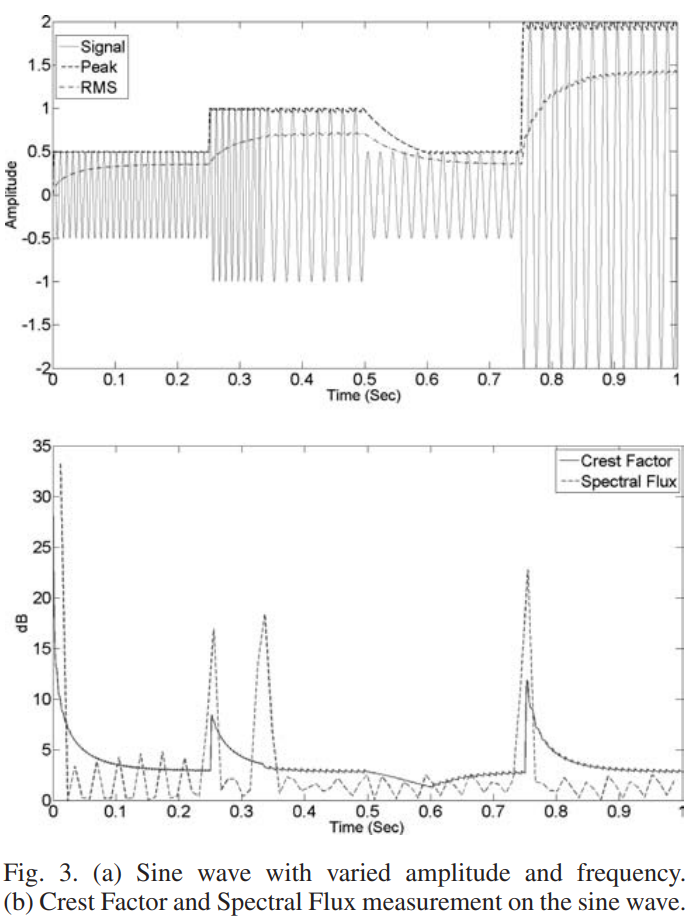 2
1.5
1
0.5
0
-0.5
-1
-1.5
-2
Amplitude
Signal
Peak
RMS
0 0.1 0.2 0.3 0.4 0.5 0.6 0.7 0.8 0.9 1
Time (Sec)
35
30
25
20
15
10
5
0
dB
Crest Factor
Spectral Flux
0 0.1 0.2 0.3 0.4 0.5 0.6 0.7 0.8 0.9 1
Time (Sec)
Fig. 3. (a) Sine wave with varied amplitude and frequency.
(b) Crest Factor and Spectral Flux measurement on the sine wave.